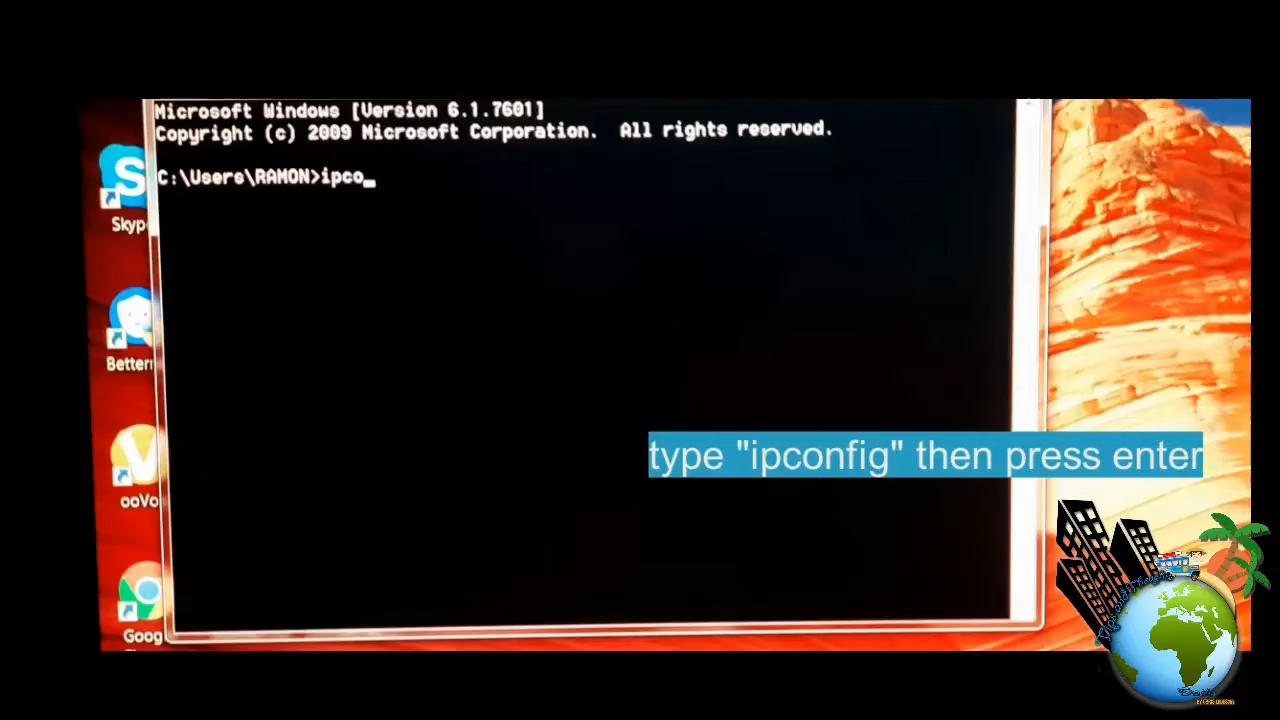 Microsoft Windows [Version 6.1.7601]
Copyright (c) 2009 Microsoft Corporation.  All rights reserved.
C:\Users\RAMON>ipco_
Skyp
Bettern
ooVo
Goog
type "ipconfig" then press enter